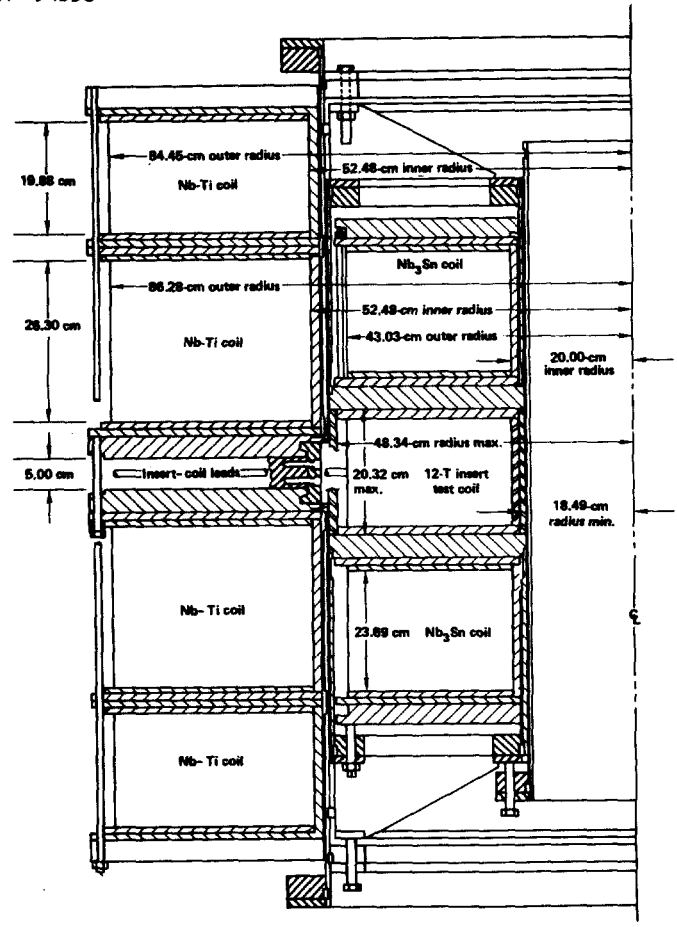 84.45-cm outer radius
52.48-cm inner radius
19.88 cm
Nb-Ti coil
Nb₃Sn coil
86.28-cm outer radius
52.48-cm inner radius
26.30 cm
43.03-cm outer radius
Nb-Ti coil
20.00-cm
inner radius
48.34-cm radius max.
5.00 cm
Insert-coil leads
20.32 cm
max.
12-T insert
test coil
18.49-cm
radius min.
Nb-Ti coil
23.69 cm
Nb₃Sn coil
℄
Nb-Ti coil